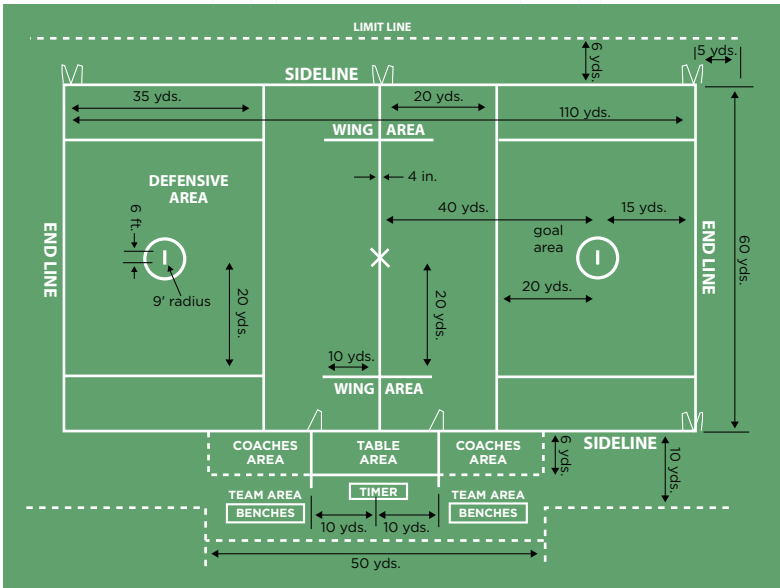 LIMIT LINE
6 yds.
5 yds.
SIDELINE
35 yds.
20 yds.
110 yds.
WING AREA
DEFENSIVE
AREA
4 in.
6 ft.
40 yds.
15 yds.
goal
area
END LINE
END LINE
60 yds.
9' radius
20 yds.
20 yds.
20 yds.
10 yds.
WING AREA
COACHES
AREA
TABLE
AREA
COACHES
AREA
6 yds.
SIDELINE
10 yds.
TEAM AREA
BENCHES
TIMER
TEAM AREA
BENCHES
10 yds.
10 yds.
50 yds.